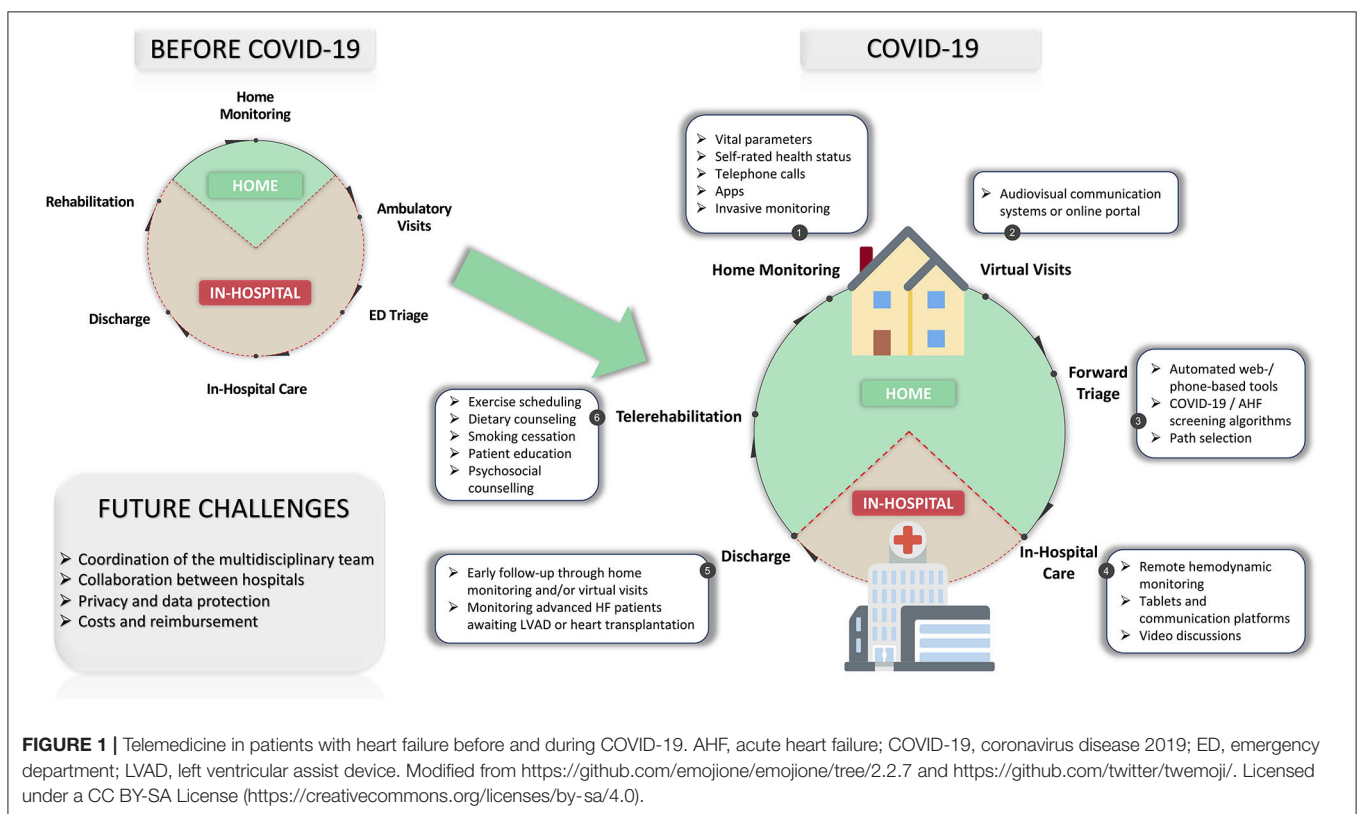 BEFORE COVID-19
Home
Monitoring
HOME
Rehabilitation
Ambulatory
Visits
IN-HOSPITAL
Discharge
ED Triage
In-Hospital Care
FUTURE CHALLENGES
➢ Coordination of the multidisciplinary team
➢ Collaboration between hospitals
➢ Privacy and data protection
➢ Costs and reimbursement
COVID-19
➢ Vital parameters
➢ Self-rated health status
➢ Telephone calls
➢ Apps
➢ Invasive monitoring
1
Home Monitoring
➢ Audiovisual communication
systems or online portal
2
Virtual Visits
Forward
Triage
➢ Automated web-/
phone-based tools
➢ COVID-19 / AHF
screening algorithms
➢ Path selection
3
HOME
IN-HOSPITAL
In-Hospital
Care
4
➢ Remote hemodynamic
monitoring
➢ Tablets and
communication platforms
➢ Video discussions
Discharge
5
➢ Early follow-up through home
monitoring and/or virtual visits
➢ Monitoring advanced HF patients
awaiting LVAD or heart transplantation
Telerehabilitation
6
➢ Exercise scheduling
➢ Dietary counseling
➢ Smoking cessation
➢ Patient education
➢ Psychosocial
counselling
FIGURE 1 | Telemedicine in patients with heart failure before and during COVID-19. AHF, acute heart failure; COVID-19, coronavirus disease 2019; ED, emergency
department; LVAD, left ventricular assist device. Modified from https://github.com/emojione/emojione/tree/2.2.7 and https://github.com/twitter/twemoji/. Licensed
under a CC BY-SA License (https://creativecommons.org/licenses/by-sa/4.0).